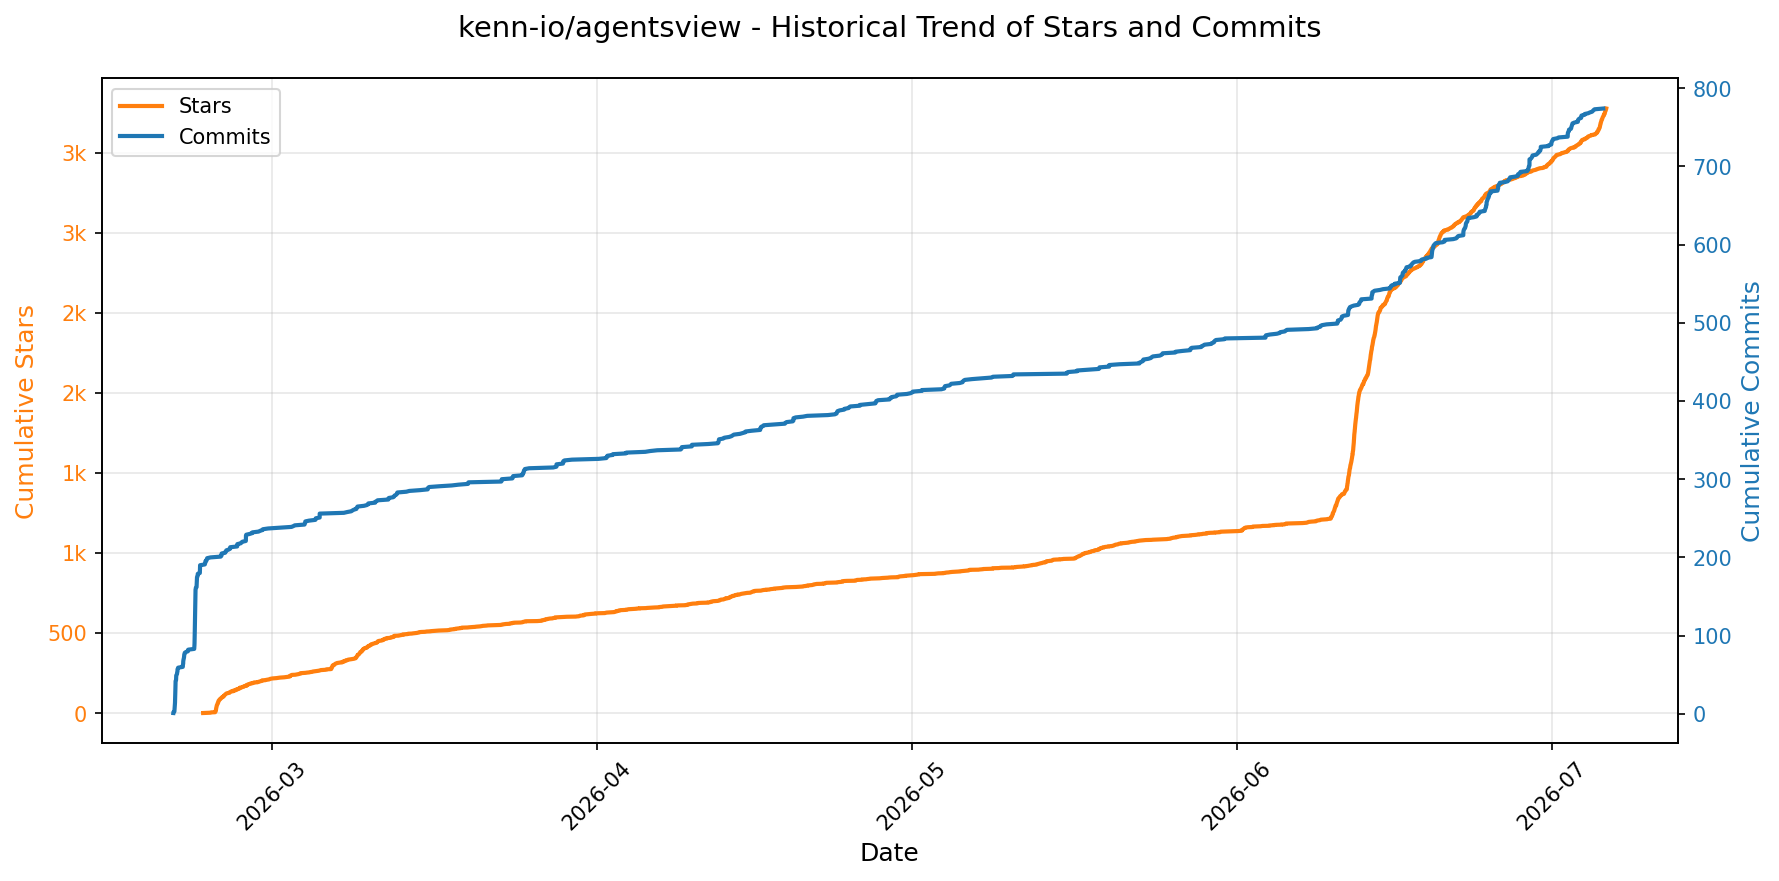 kenn-io/agentsview - Historical Trend of Stars and Commits
Stars
Commits
3k
3k
2k
2k
1k
1k
500
0
Cumulative Stars
800
700
600
500
400
300
200
100
0
Cumulative Commits
2026-03
2026-04
2026-05
2026-06
2026-07
Date